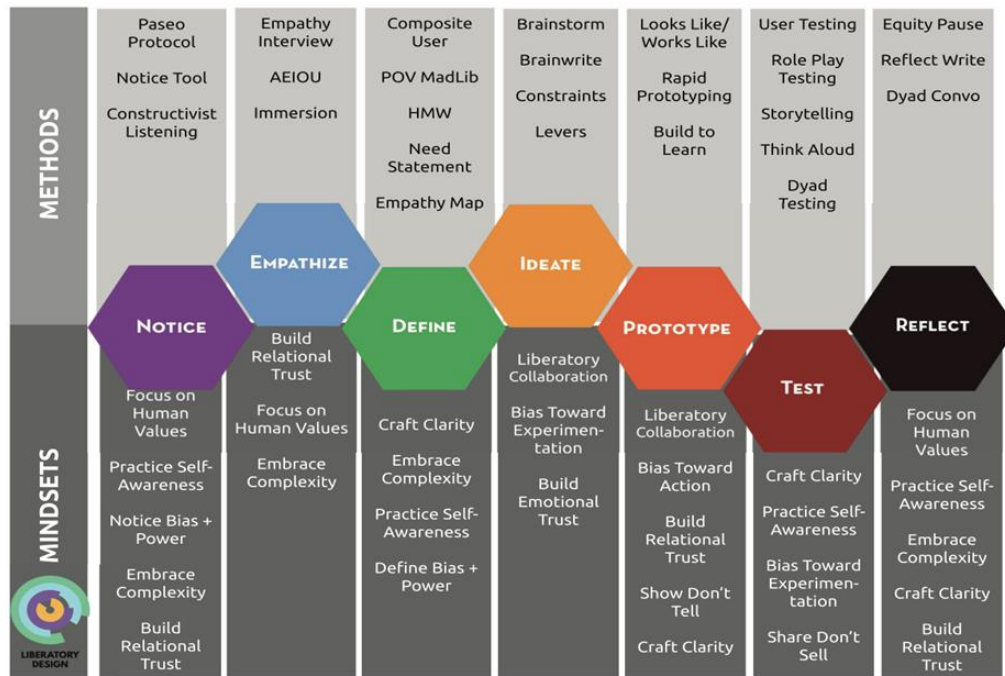 METHODS
Paseo
Protocol
Notice Tool
Constructivist
Listening
Empathy
Interview
AEIOU
Immersion
Composite
User
POV MadLib
HMW
Need
Statement
Empathy Map
Brainstorm
Brainwrite
Constraints
Levers
Looks Like/
Works Like
Rapid
Prototyping
Build to
Learn
User Testing
Role Play
Testing
Storytelling
Think Aloud
Dyad
Testing
Equity Pause
Reflect Write
Dyad Convo
NOTICE
EMPATHIZE
DEFINE
IDEATE
PROTOTYPE
TEST
REFLECT
MINDSETS
Focus on
Human
Values
Practice Self-
Awareness
Notice Bias +
Power
Embrace
Complexity
Build
Relational
Trust
Build
Relational
Trust
Focus on
Human Values
Embrace
Complexity
Craft Clarity
Embrace
Complexity
Practice Self-
Awareness
Define Bias +
Power
Liberatory
Collaboration
Bias Toward
Experimen-
tation
Build
Emotional
Trust
Liberatory
Collaboration
Bias Toward
Action
Build
Relational
Trust
Show Don't
Tell
Craft Clarity
Craft Clarity
Practice Self-
Awareness
Bias Toward
Experimen-
tation
Share Don't
Sell
Focus on
Human
Values
Practice Self-
Awareness
Embrace
Complexity
Craft Clarity
Build
Relational
Trust
LIBERATORY
DESIGN